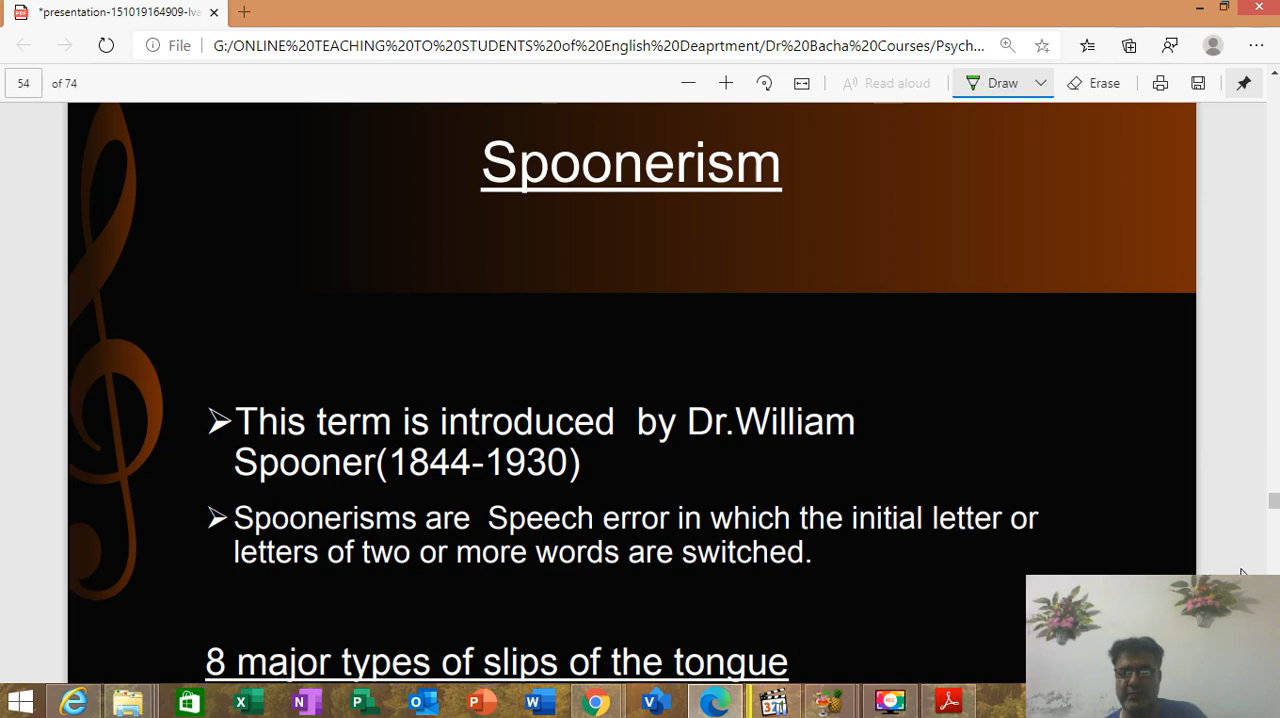 *presentation-151019164909-lva
File
G:/ONLINE%20TEACHING%20TO%20STUDENTS%20of%20English%20Deaprtment/Dr%20Bacha%20Courses/Psych...
54 of 74
Read aloud
Draw
Erase
Spoonerism
➢This term is introduced by Dr.William
Spooner(1844-1930)
➢Spoonerisms are Speech error in which the initial letter or
letters of two or more words are switched.
8 major types of slips of the tongue